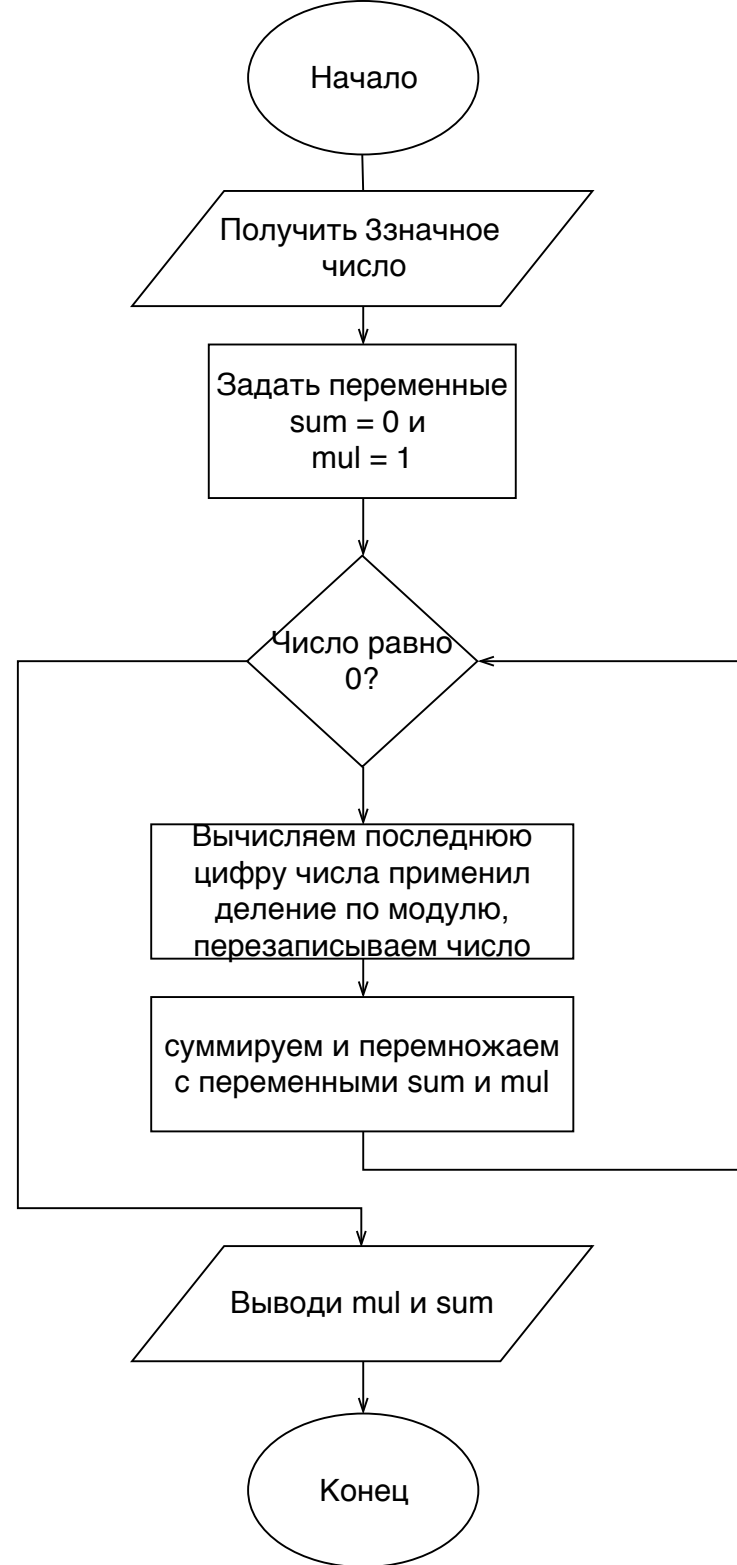 Начало
Получить 3значное
число
Задать переменные
sum = 0 и
mul = 1
Число равно
0?
Вычисляем последнюю
цифру числа применил
деление по модулю,
перезаписываем число
суммируем и перемножаем
с переменными sum и mul
Выводи mul и sum
Конец